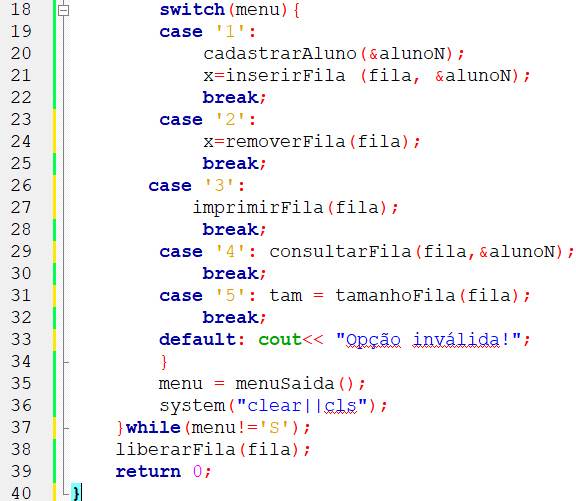 18 switch(menu){
19 case '1':
20 cadastrarAluno(&alunoN);
21 x=inserirFila (fila, &alunoN);
22 break;
23 case '2':
24 x=removerFila(fila);
25 break;
26 case '3':
27 imprimirFila(fila);
28 break;
29 case '4': consultarFila(fila,&alunoN);
30 break;
31 case '5': tam = tamanhoFila(fila);
32 break;
33 default: cout<< "Opção inválida!";
34 }
35 menu = menuSaida();
36 system("clear||cls");
37 }while(menu!='S');
38 liberarFila(fila);
39 return 0;
40 }